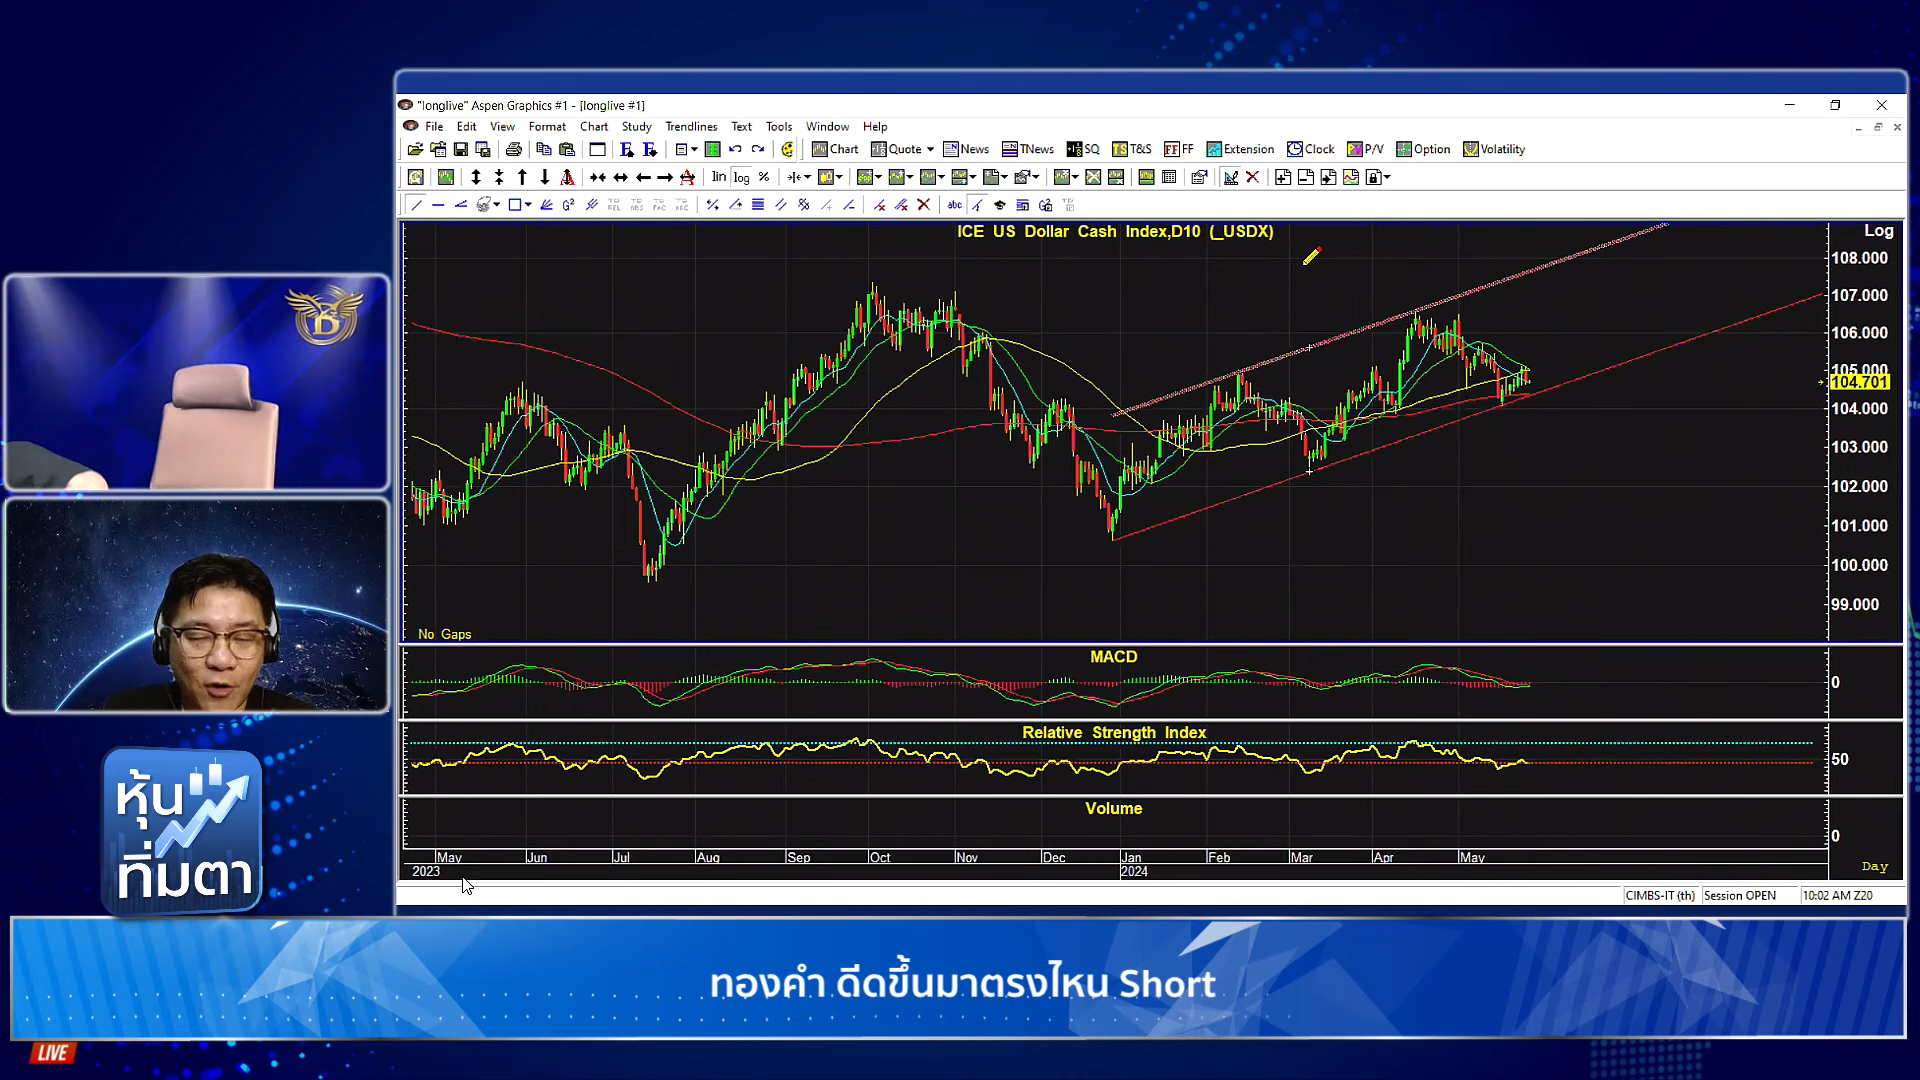 "longlive" Aspen Graphics #1 - [longlive #1]
File Edit View Format Chart Study Trendlines Text Tools Window Help
Chart Quote News TNews SQ T&S FF Extension Clock P/V Option Volatility
lin log %
abc
ICE US Dollar Cash Index,D10 (_USDX)
Log
108.000
107.000
106.000
105.000
104.701
104.000
103.000
102.000
101.000
100.000
99.000
No Gaps
MACD
0
Relative Strength Index
50
Volume
0
May Jun Jul Aug Sep Oct Nov Dec Jan Feb Mar Apr May
2023 2024
Day
CIMBS-IT (th) Session OPEN 10:02 AM Z20
หุ้น
ทิ่มตา
ทองคำ ดีดขึ้นมาตรงไหน Short
LIVE